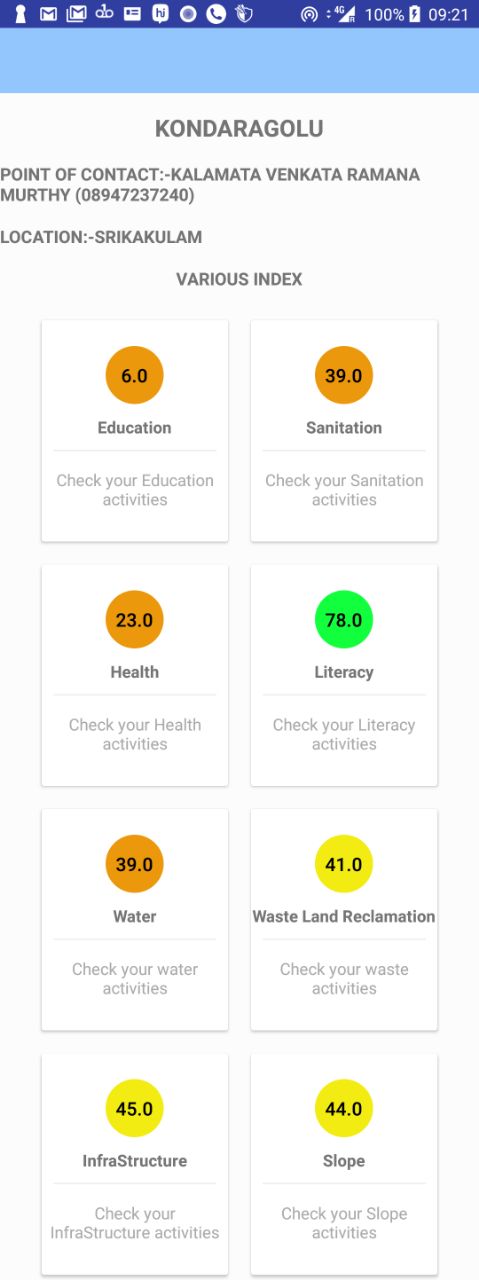 4G R 100% 09:21
KONDARAGOLU
POINT OF CONTACT:-KALAMATA VENKATA RAMANA
MURTHY (08947237240)
LOCATION:-SRIKAKULAM
VARIOUS INDEX
6.0 39.0
Education Sanitation
Check your Education Check your Sanitation
activities activities
23.0 78.0
Health Literacy
Check your Health Check your Literacy
activities activities
39.0 41.0
Water Waste Land Reclamation
Check your water Check your waste
activities activities
45.0 44.0
InfraStructure Slope
Check your Check your Slope
InfraStructure activities activities